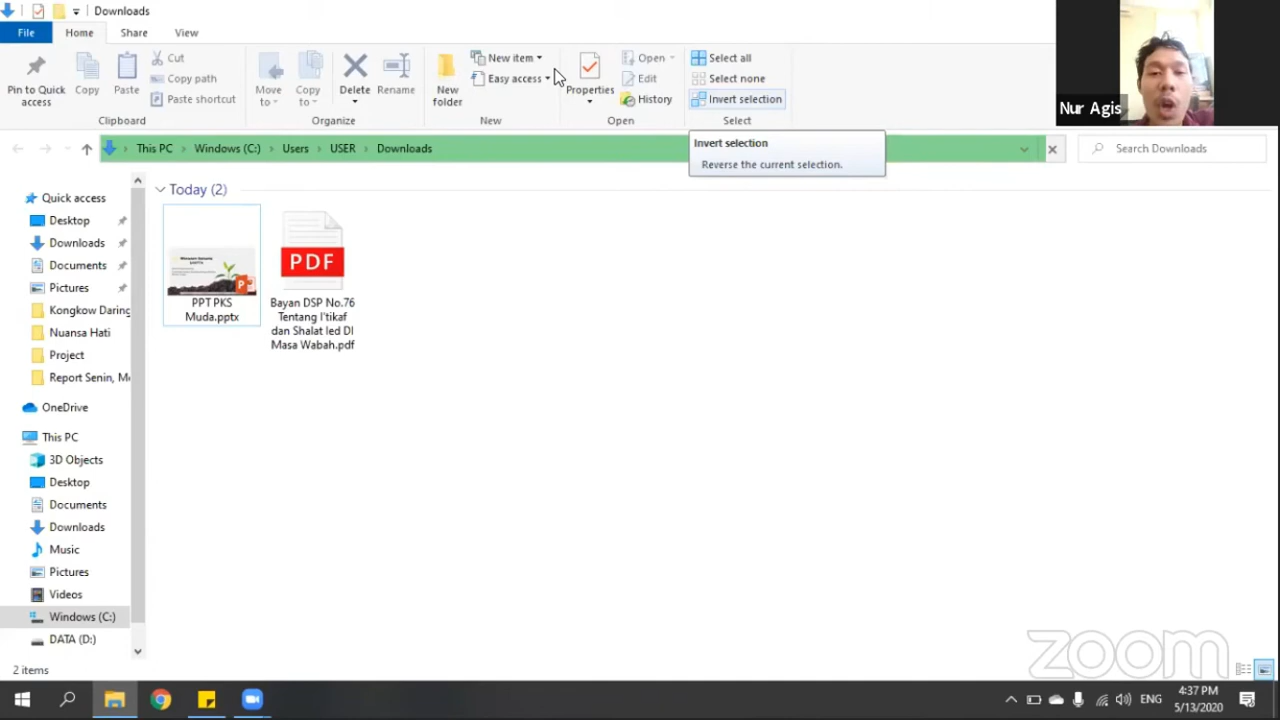 Downloads
File
Home
Share
View
Pin to Quick access
Copy
Paste
Cut
Copy path
Paste shortcut
Clipboard
Move to
Copy to
Delete
Rename
Organize
New folder
New item
Easy access
New
Properties
Open
Edit
History
Open
Select all
Select none
Invert selection
Select
Nur Agis
This PC > Windows (C:) > Users > USER > Downloads
Search Downloads
Invert selection
Reverse the current selection.
Quick access
Desktop
Downloads
Documents
Pictures
Kongkow Daring
Nuansa Hati
Project
Report Senin, M
OneDrive
This PC
3D Objects
Desktop
Documents
Downloads
Music
Pictures
Videos
Windows (C:)
DATA (D:)
Today (2)
PPT PKS
Muda.pptx
PDF
Bayan DSP No.76
Tentang I'tikaf
dan Shalat Ied DI
Masa Wabah.pdf
2 items
zoom
ENG
4:37 PM
5/13/2020